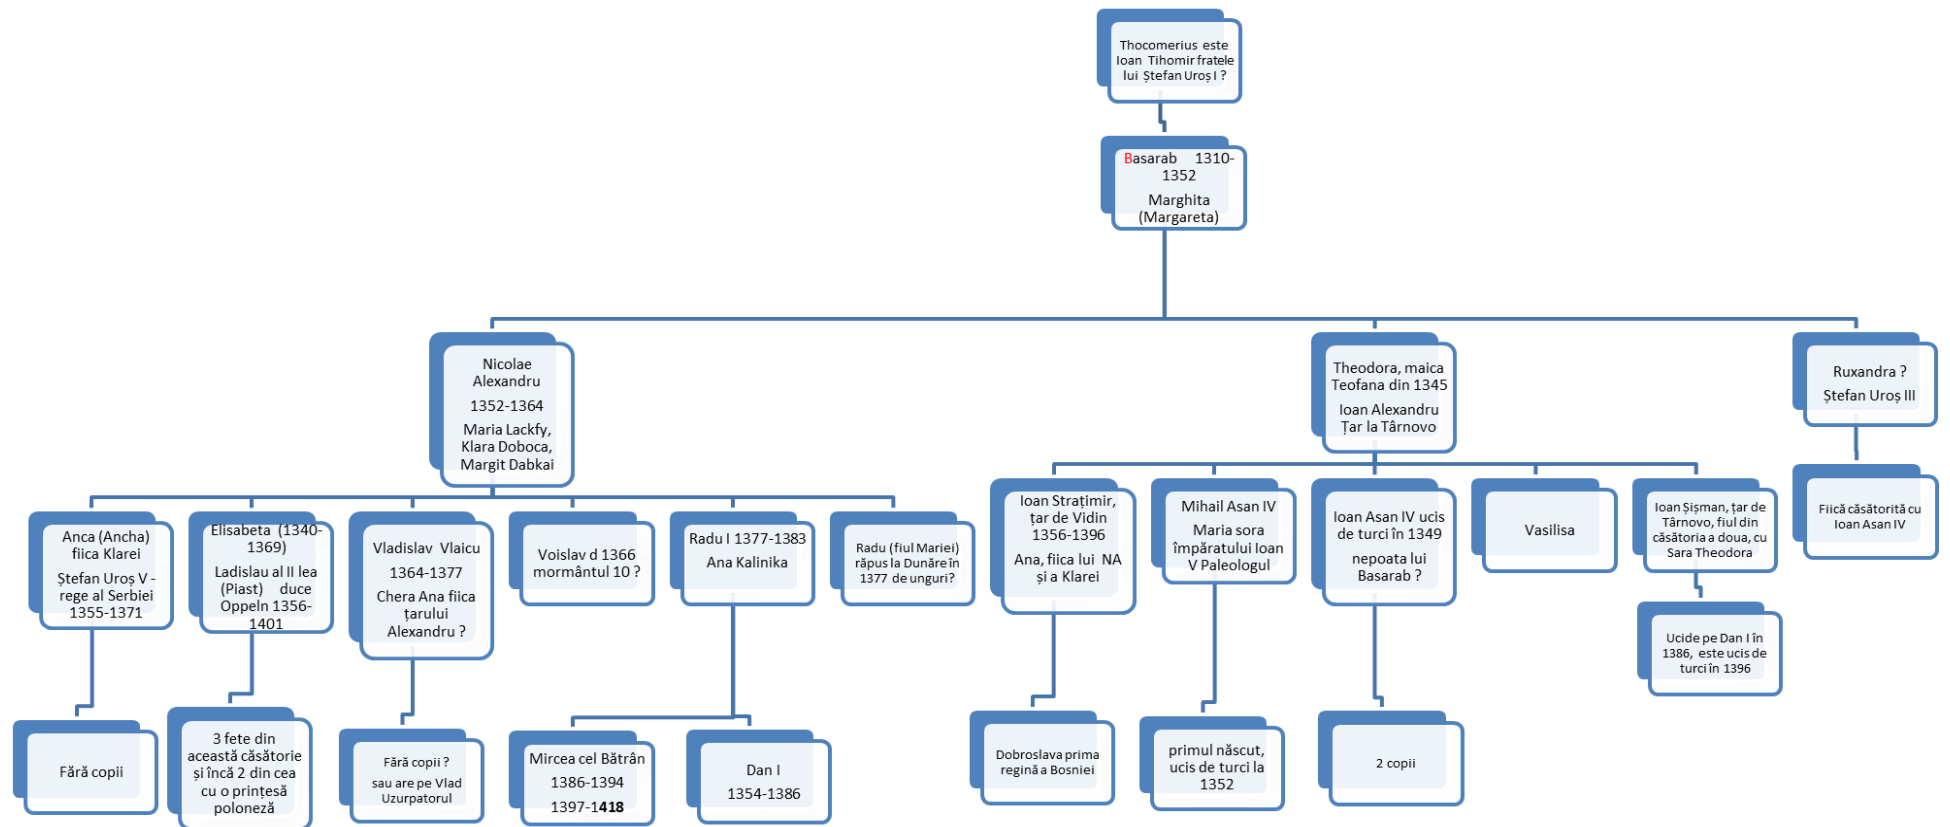 Thocomerius este
Ioan Tihomir fratele
lui Ștefan Uroș I ?
Basarab 1310-
1352
Marghita
(Margareta)
Nicolae
Alexandru
1352-1364
Maria Lackfy,
Klara Doboca,
Margit Dabkai
Theodora, maica
Teofana din 1345
Ioan Alexandru
Țar la Târnovo
Ruxandra ?
Ștefan Uroș III
Anca (Ancha)
fiica Klarei
Ștefan Uroș V -
rege al Serbiei
1355-1371
Elisabeta (1340-
1369)
Ladislau al II lea
(Piast) duce
Oppeln 1356-
1401
Vladislav Vlaicu
1364-1377
Chera Ana fiica
țarului
Alexandru ?
Voislav d 1366
mormântul 10 ?
Radu I 1377-1383
Ana Kalinika
Radu (fiul Mariei)
răpus la Dunăre în
1377 de unguri?
Ioan Strațimir,
țar de Vidin
1356-1396
Ana, fiica lui NA
și a Klarei
Mihail Asan IV
Maria sora
împăratului Ioan
V Paleologul
Ioan Asan IV ucis
de turci în 1349
nepoata lui
Basarab ?
Vasilisa
Ioan Șișman, țar de
Târnovo, fiul din
căsătoria a doua, cu
Sara Theodora
Fiică căsătorită cu
Ioan Asan IV
Fără copii
3 fete din
această căsătorie
și încă 2 din cea
cu o prințesă
poloneză
Fără copii ?
sau are pe Vlad
Uzurpatorul
Mircea cel Bătrân
1386-1394
1397-1418
Dan I
1354-1386
Dobroslava prima
regină a Bosniei
primul născut,
ucis de turci la
1352
2 copii
Ucide pe Dan I în
1386, este ucis de
turci în 1396